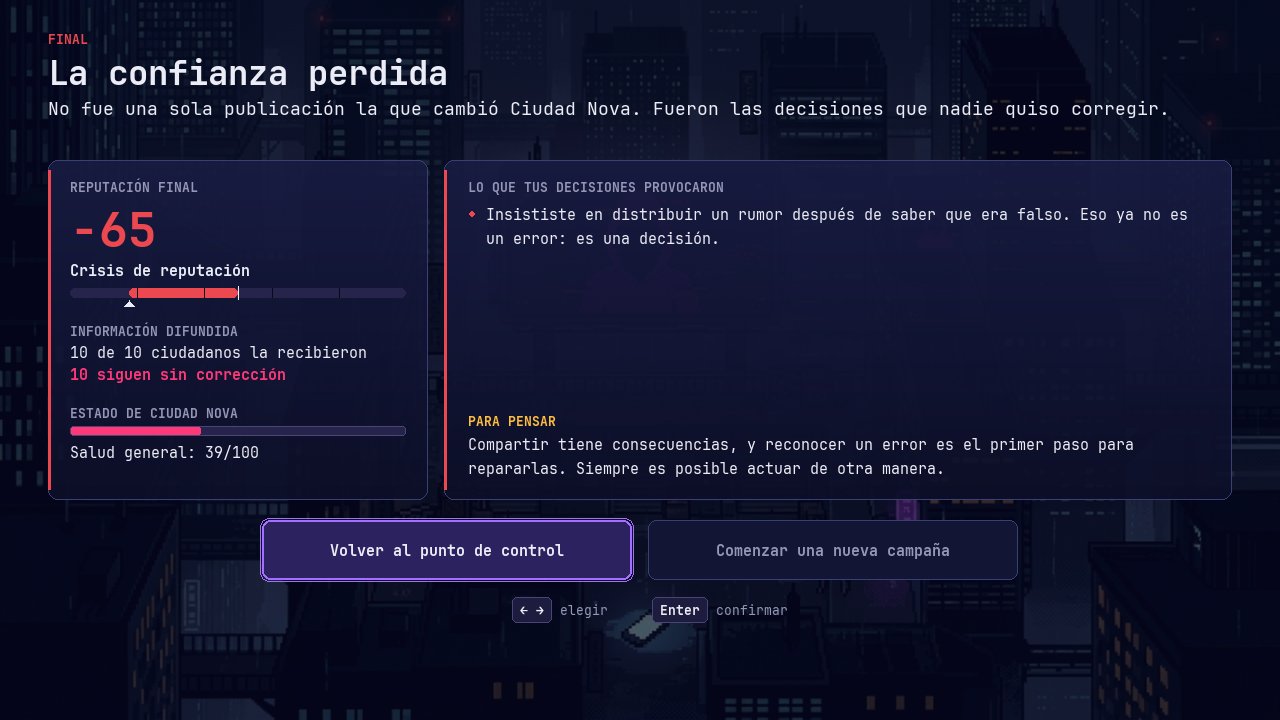 FINAL
La confianza perdida
No fue una sola publicación la que cambió Ciudad Nova. Fueron las decisiones que nadie quiso corregir.
REPUTACIÓN FINAL
-65
Crisis de reputación
INFORMACIÓN DIFUNDIDA
10 de 10 ciudadanos la recibieron
10 siguen sin corrección
ESTADO DE CIUDAD NOVA
Salud general: 39/100
LO QUE TUS DECISIONES PROVOCARON
Insististe en distribuir un rumor después de saber que era falso. Eso ya no es
un error: es una decisión.
PARA PENSAR
Compartir tiene consecuencias, y reconocer un error es el primer paso para
repararlas. Siempre es posible actuar de otra manera.
Volver al punto de control
Comenzar una nueva campaña
← → elegir
Enter confirmar